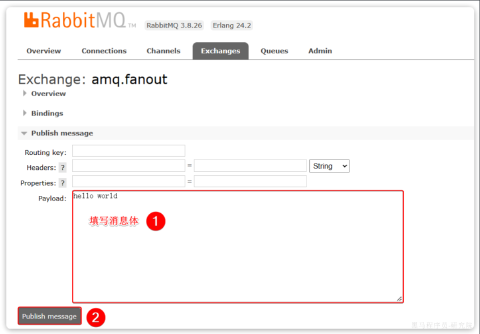 RabbitMQ TM RabbitMQ 3.8.26 Erlang 24.2
Overview Connections Channels Exchanges Queues Admin
Exchange: amq.fanout
Overview
Bindings
Publish message
Routing key:
Headers: ? = String
Properties: ? =
Payload: hello world
填写消息体 1
Publish message 2